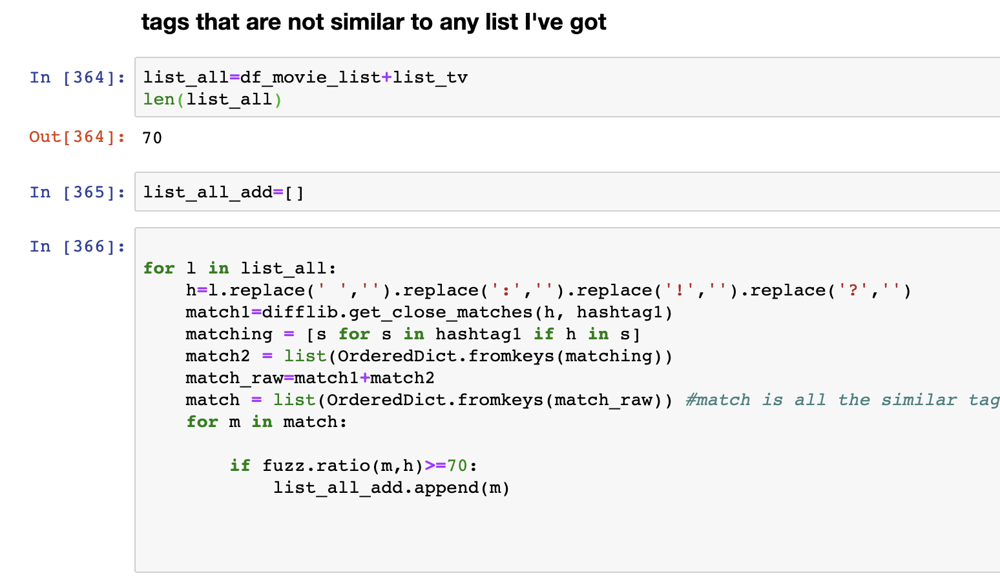 tags that are not similar to any list I've got
In [364]: list_all=df_movie_list+list_tv
len(list_all)
Out[364]: 70
In [365]: list_all_add=[]
In [366]:
for l in list_all:
    h=l.replace(' ','').replace(':','').replace('!','').replace('?','')
    match1=difflib.get_close_matches(h, hashtag1)
    matching = [s for s in hashtag1 if h in s]
    match2 = list(OrderedDict.fromkeys(matching))
    match_raw=match1+match2
    match = list(OrderedDict.fromkeys(match_raw)) #match is all the similar tag
    for m in match:
        if fuzz.ratio(m,h)>=70:
            list_all_add.append(m)